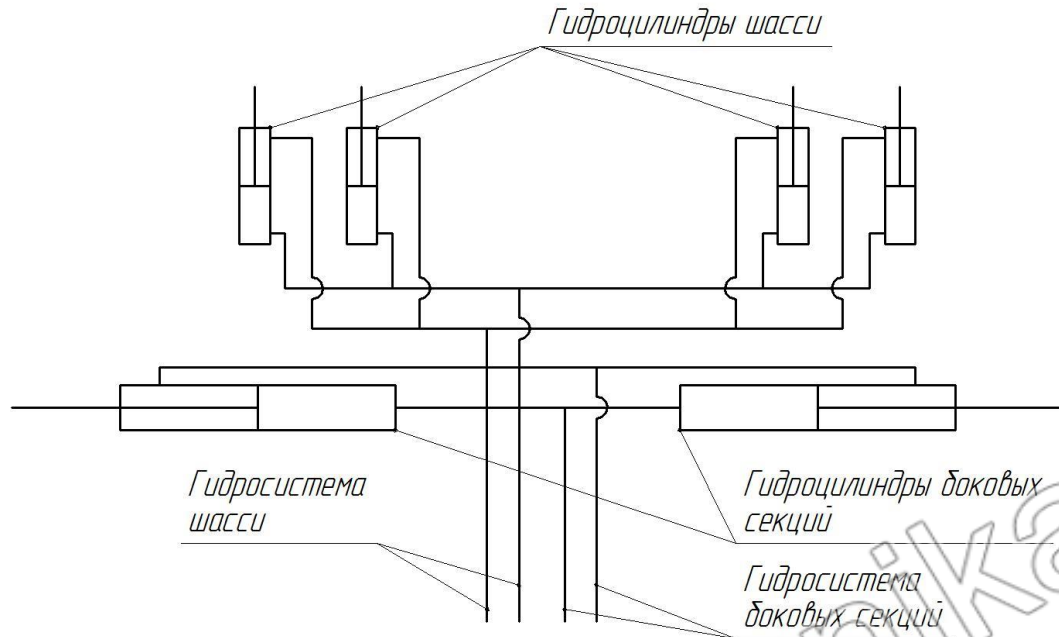 Гидроцилиндры шасси
Гидросистема
шасси
Гидроцилиндры боковых
секций
Гидросистема
боковых секций